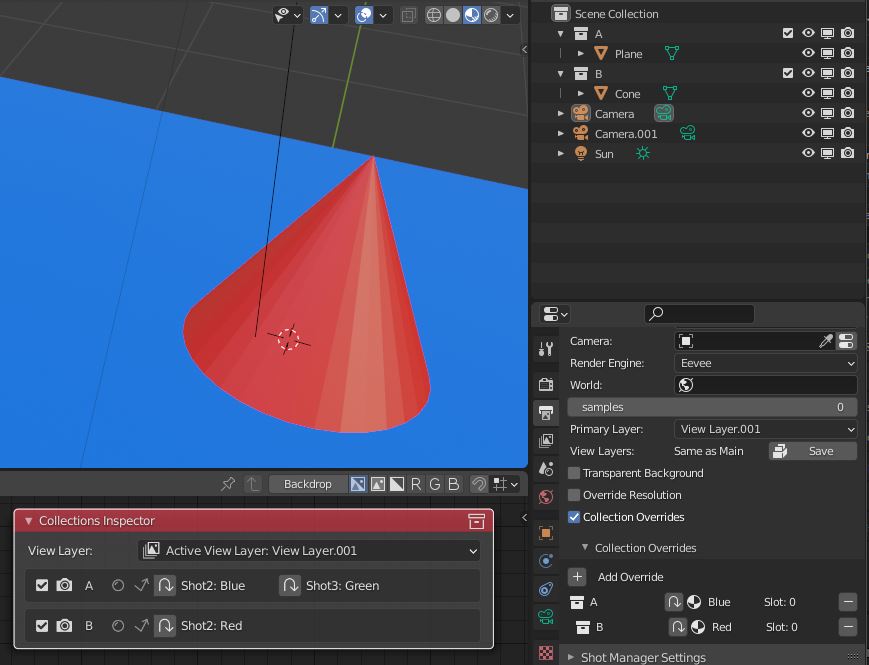 Scene Collection
A
Plane
B
Cone
Camera
Camera.001
Sun
Camera:
Render Engine: Eevee
World:
samples 0
Primary Layer: View Layer.001
View Layers: Same as Main Save
Transparent Background
Override Resolution
Collection Overrides
Collection Overrides
Add Override
A Blue Slot: 0
B Red Slot: 0
Shot Manager Settings
Backdrop R G B
Collections Inspector
View Layer: Active View Layer: View Layer.001
A Shot2: Blue Shot3: Green
B Shot2: Red